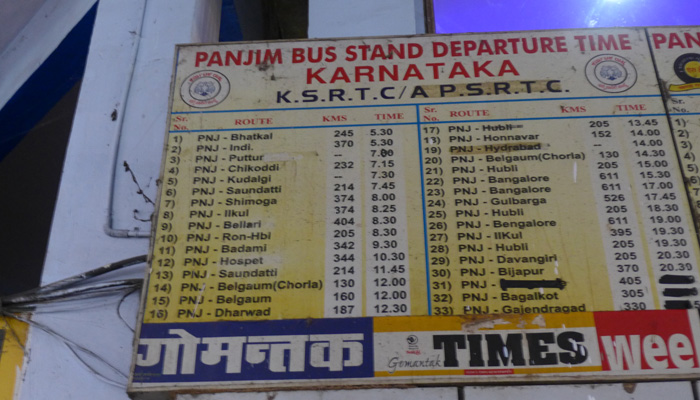 PANJIM BUS STAND DEPARTURE TIME
KARNATAKA
K.S.R.T.C/A P.S.R.T.C.
Sr. No. ROUTE KMS TIME
1) PNJ - Bhatkal 245 5.30
2) PNJ - Indi. 370 5.30
3) PNJ - Puttur -- 7.00
4) PNJ - Chikoddi 232 7.15
5) PNJ - Kudalgi -- 7.30
6) PNJ - Saundatti 214 7.45
7) PNJ - Shimoga 374 8.00
8) PNJ - Ilkul 374 8.25
9) PNJ - Bellari 404 8.30
10) PNJ - Ron-Hbl 205 8.30
11) PNJ - Badami 342 9.30
12) PNJ - Hospet 344 10.30
13) PNJ - Saundatti 214 11.45
14) PNJ - Belgaum(Chorla) 130 12.00
15) PNJ - Belgaum 160 12.00
16) PNJ - Dharwad 187 12.30
Sr. No. ROUTE KMS TIME
17) PNJ - Hubli 205 13.45
18) PNJ - Honnavar 152 14.00
19) PNJ - Hydrabad -- 14.00
20) PNJ - Belgaum(Chorla) 130 14.30
21) PNJ - Hubli 205 15.00
22) PNJ - Bangalore 611 15.30
23) PNJ - Bangalore 611 17.00
24) PNJ - Gulbarga 526 17.45
25) PNJ - Hubli 205 18.30
26) PNJ - Bengalore 611 19.00
27) PNJ - IIKul 395 19.30
28) PNJ - Hubli 205 19.30
29) PNJ - Davangiri 205 20.30
30) PNJ - Bijapur 370 20.30
31) PNJ - 405
32) PNJ - Bagalkot 305
33) PNJ - Gajendragad 330
गोमन्तक
Gomantak TIMES
PAN
Sr. No.
1)
2)
3)